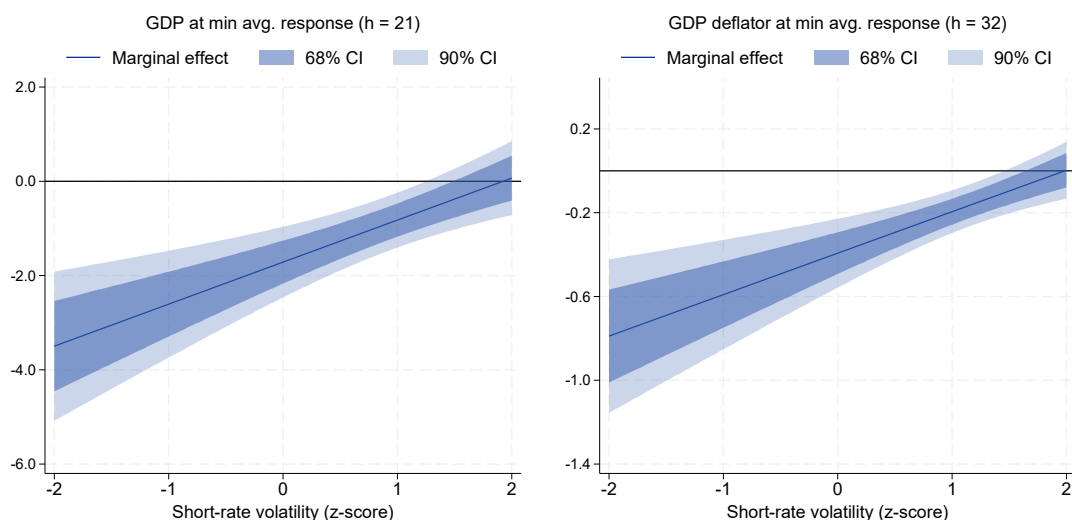 GDP at min avg. response (h = 21)
Marginal effect 68% CI 90% CI
2.0
0.0
-2.0
-4.0
-6.0
-2 -1 0 1 2
Short-rate volatility (z-score)
GDP deflator at min avg. response (h = 32)
Marginal effect 68% CI 90% CI
0.2
-0.2
-0.6
-1.0
-1.4
-2 -1 0 1 2
Short-rate volatility (z-score)